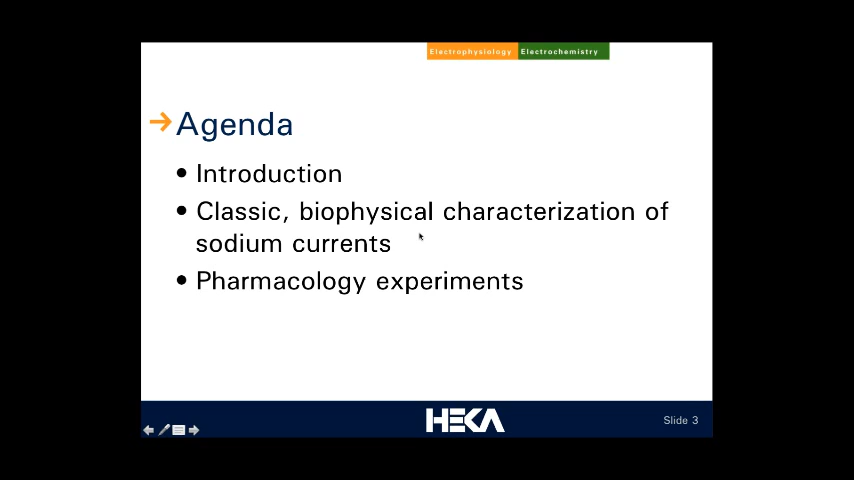 Electrophysiology Electrochemistry
Agenda
• Introduction
• Classic, biophysical characterization of
sodium currents
• Pharmacology experiments
HEKA
Slide 3